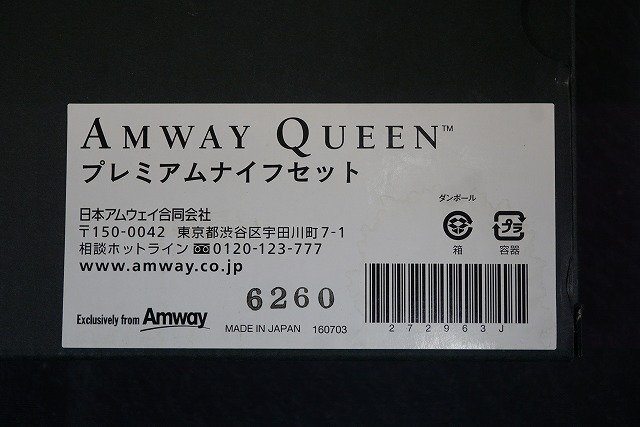 AMWAY QUEEN™
プレミアムナイフセット
日本アムウェイ合同会社
〒150-0042 東京都渋谷区宇田川町7-1
相談ホットライン 0120-123-777
www.amway.co.jp
ダンボール
箱
プラ
容器
6260
Exclusively from Amway
MADE IN JAPAN 160703
272963J